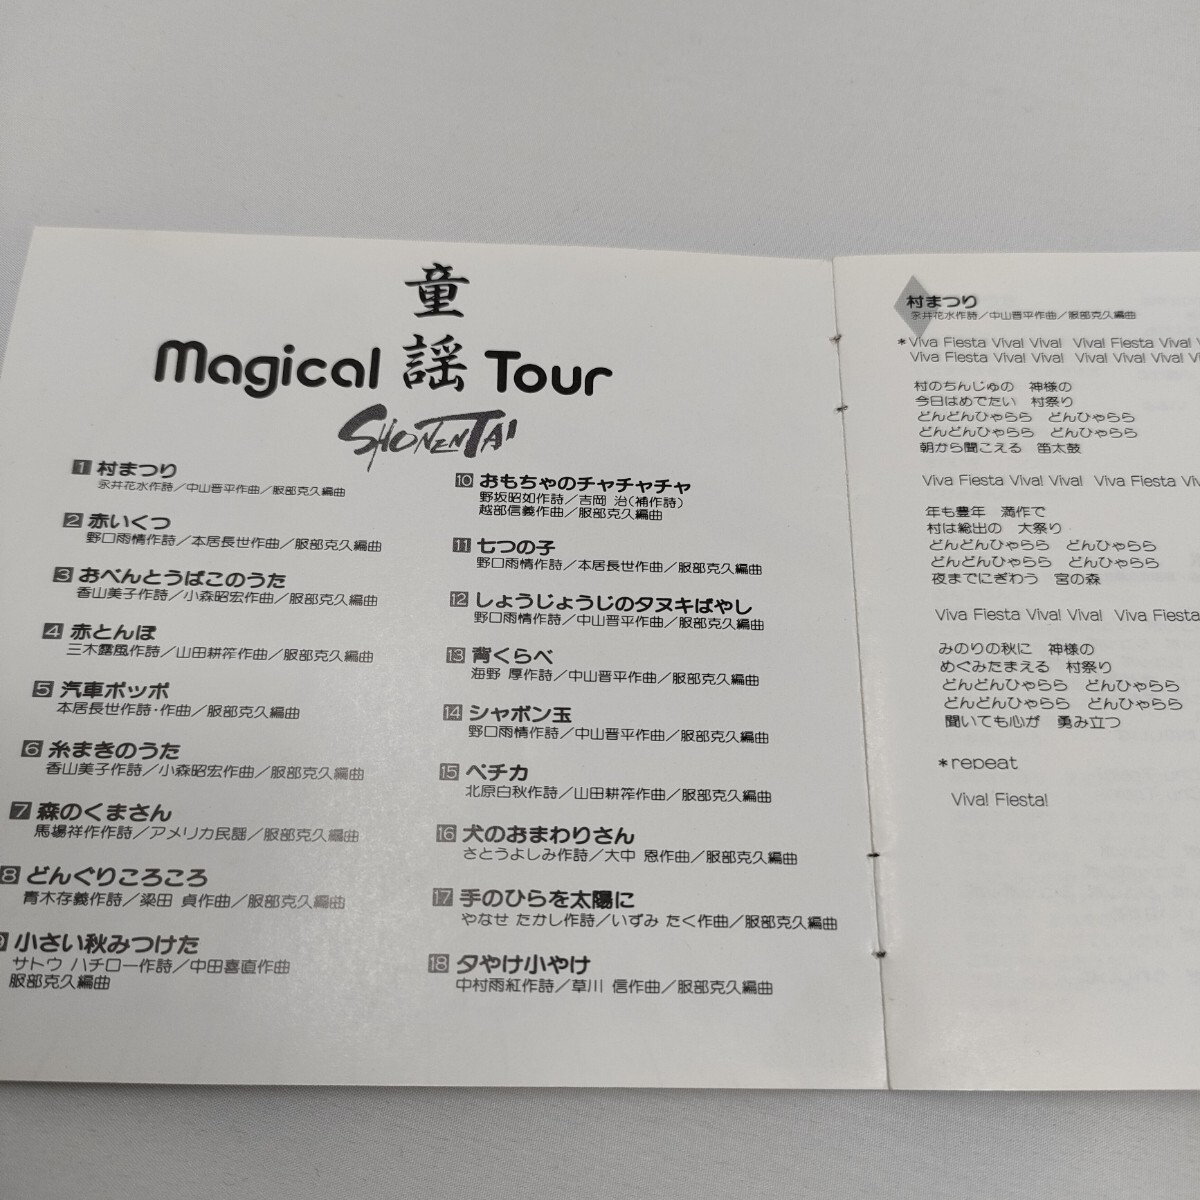 Magical 童謡 Tour
SHONENTAI
1 村まつり
永井花水作詩／中山晋平作曲／服部克久編曲
2 赤いくつ
野口雨情作詩／本居長世作曲／服部克久編曲
3 おべんとうばこのうた
香山美子作詩／小森昭宏作曲／服部克久編曲
4 赤とんぼ
三木露風作詩／山田耕筰作曲／服部克久編曲
5 汽車ポッポ
本居長世作詩・作曲／服部克久編曲
6 糸まきのうた
香山美子作詩／小森昭宏作曲／服部克久編曲
7 森のくまさん
馬場祥作作詩／アメリカ民謡／服部克久編曲
8 どんぐりころころ
青木存義作詩／梁田 貞作曲／服部克久編曲
9 小さい秋みつけた
サトウ ハチロー作詩／中田喜直作曲
服部克久編曲
10 おもちゃのチャチャチャ
野坂昭如作詩／吉岡 治(補作詩)
越部信義作曲／服部克久編曲
11 七つの子
野口雨情作詩／本居長世作曲／服部克久編曲
12 しょうじょうじのタヌキばやし
野口雨情作詩／中山晋平作曲／服部克久編曲
13 背くらべ
海野 厚作詩／中山晋平作曲／服部克久編曲
14 シャボン玉
野口雨情作詩／中山晋平作曲／服部克久編曲
15 ペチカ
北原白秋作詩／山田耕筰作曲／服部克久編曲
16 犬のおまわりさん
さとうよしみ作詩／大中 恩作曲／服部克久編曲
17 手のひらを太陽に
やなせ たかし作詩／いずみ たく作曲／服部克久編曲
18 夕やけ小やけ
中村雨紅作詩／草川 信作曲／服部克久編曲
村まつり
永井花水作詩／中山晋平作曲／服部克久編曲
*Viva Fiesta Viva! Viva! Viva! Fiesta Viva!
Viva Fiesta Viva! Viva! Viva! Viva! Viva!
村のちんじゅの 神様の
今日はめでたい 村祭り
どんどんひゃらら どんひゃらら
どんどんひゃらら どんひゃらら
朝から聞こえる 笛太鼓
Viva Fiesta Viva! Viva! Viva Fiesta
年も豊年 満作で
村は総出の 大祭り
どんどんひゃらら どんひゃらら
どんどんひゃらら どんひゃらら
夜までにぎわう 宮の森
Viva Fiesta Viva! Viva! Viva Fiesta
みのりの秋に 神様の
めぐみたまえる 村祭り
どんどんひゃらら どんひゃらら
どんどんひゃらら どんひゃらら
聞いても心が 勇み立つ
*repeat
Viva! Fiesta!